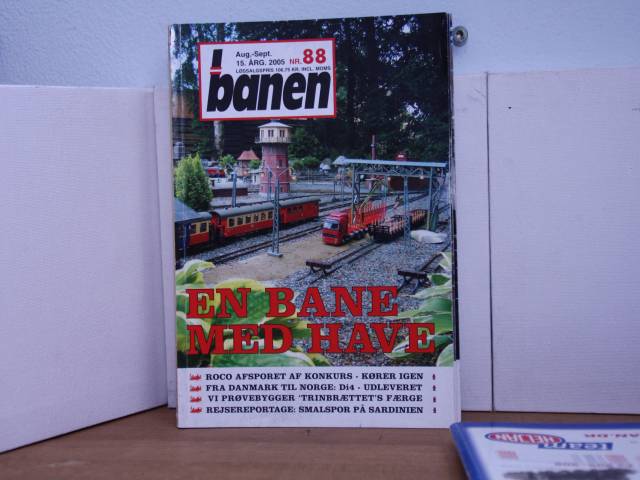 Aug.-Sept.
15. ÅRG. 2005 NR. 88
LØSSALGSPRIS 106,75 KR. INCL. MOMS
banen
EN BANE
MED HAVE
ROCO AFSPORET AF KONKURS - KØRER IGEN
FRA DANMARK TIL NORGE: Di4 - UDLEVERET
VI PRØVEBYGGER 'TRINBRÆTTET'S FÆRGE
REJSEREPORTAGE: SMALSPOR PÅ SARDINIEN
HELJAN
team